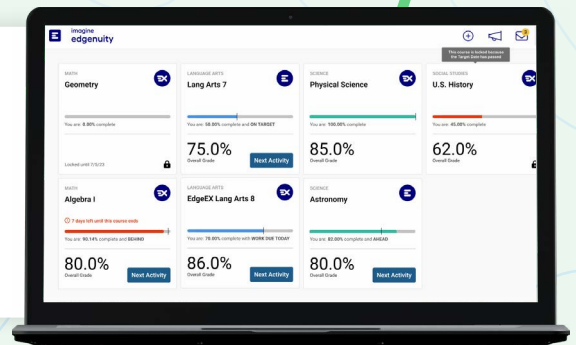 imagine
edgenuity
This course is locked because
the Target Date has passed
MATH
Geometry
EX
You are: 0.00% complete
Locked until 7/5/23
LANGUAGE ARTS
Lang Arts 7
E
You are: 50.00% complete and ON TARGET
75.0%
Overall Grade
Next Activity
SCIENCE
Physical Science
EX
You are: 100.00% complete
85.0%
Overall Grade
SOCIAL STUDIES
U.S. History
EX
You are: 45.00% complete
62.0%
Overall Grade
MATH
Algebra I
EX
7 days left until this course ends
You are: 90.14% complete and BEHIND
80.0%
Overall Grade
Next Activity
LANGUAGE ARTS
EdgeEX Lang Arts 8
EX
You are: 70.00% complete with WORK DUE TODAY
86.0%
Overall Grade
Next Activity
SCIENCE
Astronomy
E
You are: 82.00% complete and AHEAD
80.0%
Overall Grade
Next Activity